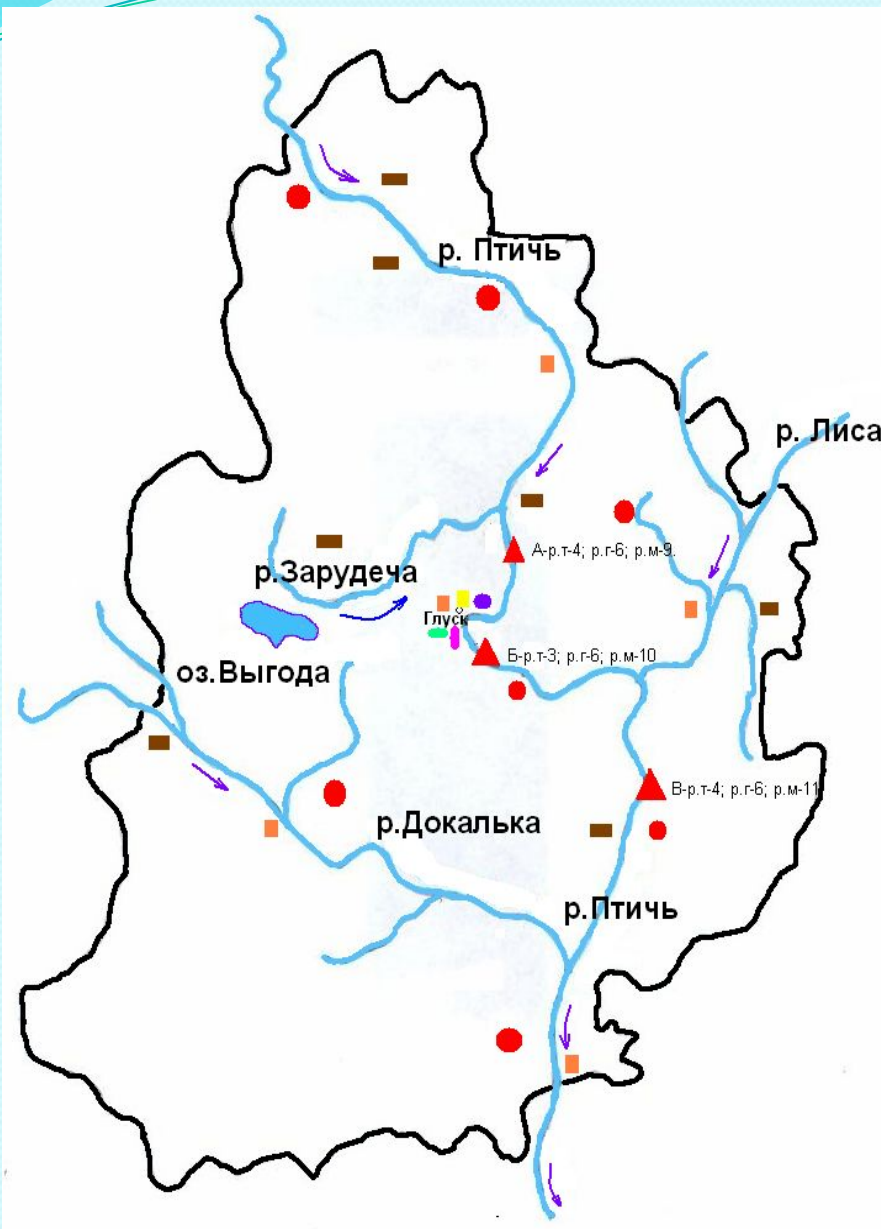 р. Птичь
р. Лиса
А-р.т-4; р.г-6; р.м-9.
р.Зарудеча
Глуск
Б-р.т-3; р.г-6; р.м-10
оз.Выгода
В-р.т-4; р.г-6; р.м-11
р.Докалька
р.Птичь